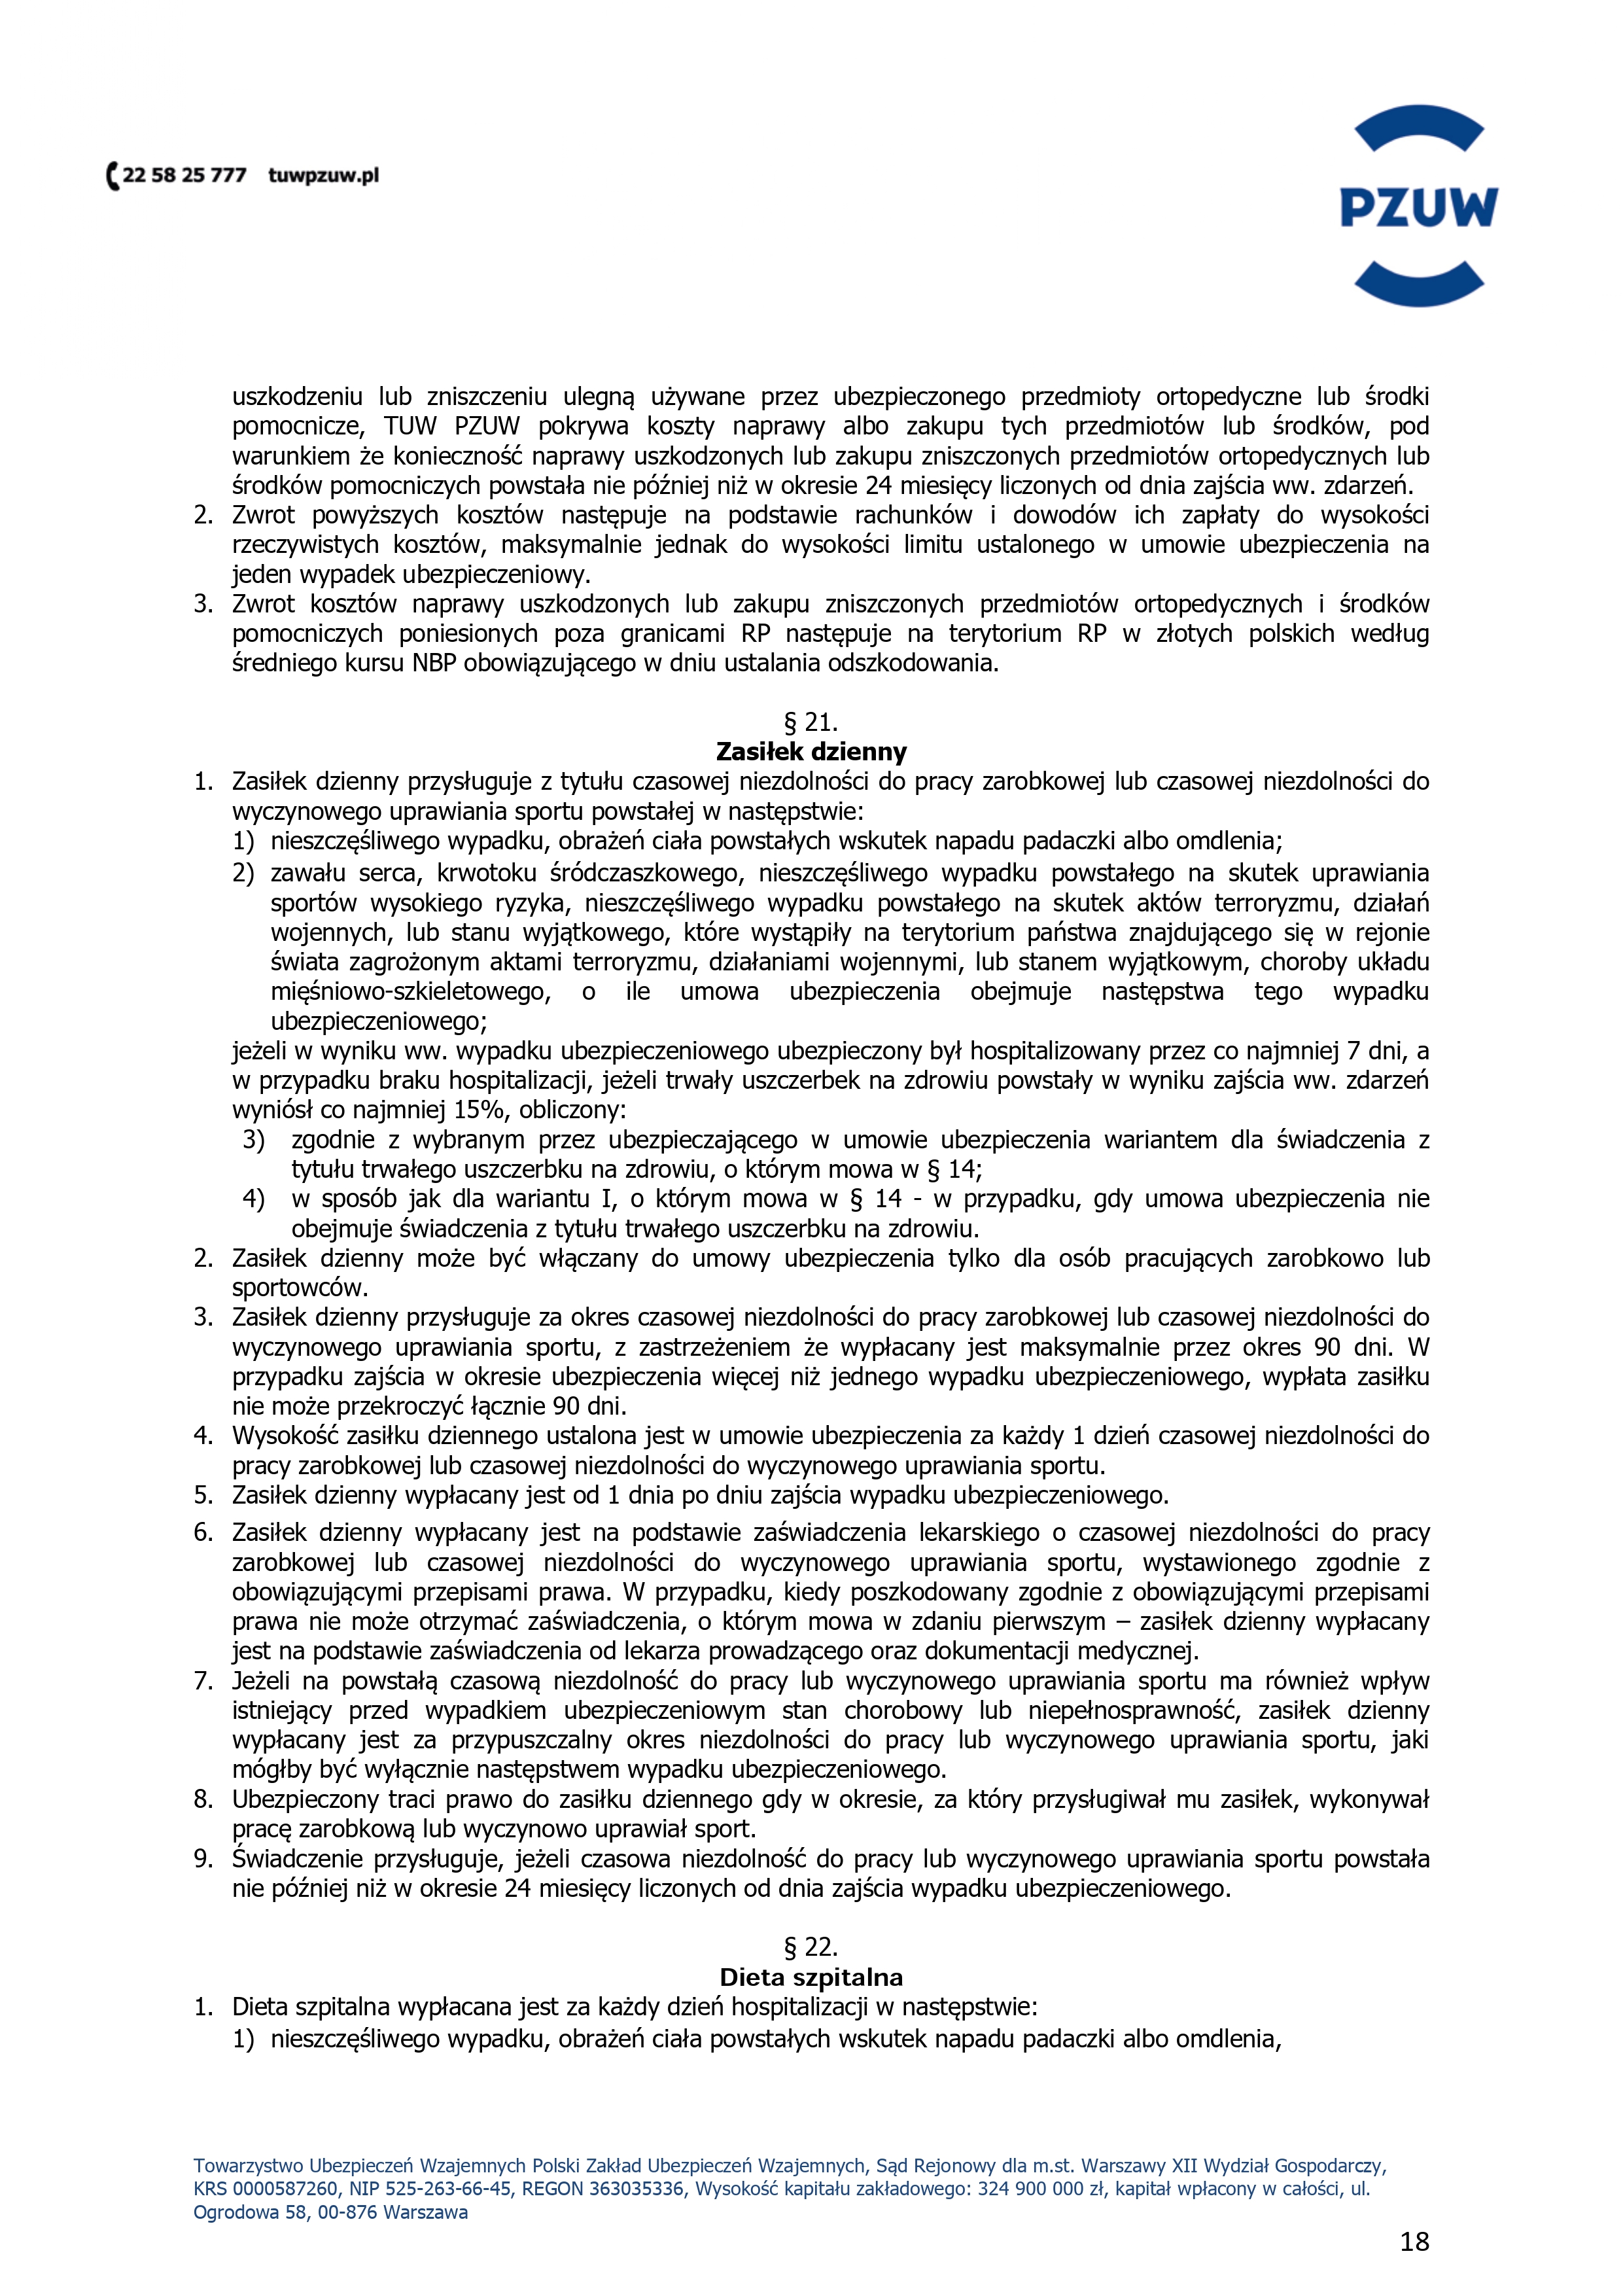 22 58 25 777 tuwpzuw.pl
PZUW
uszkodzeniu lub zniszczeniu ulegną używane przez ubezpieczonego przedmioty ortopedyczne lub środki
pomocnicze, TUW PZUW pokrywa koszty naprawy albo zakupu tych przedmiotów lub środków, pod
warunkiem że konieczność naprawy uszkodzonych lub zakupu zniszczonych przedmiotów ortopedycznych lub
środków pomocniczych powstała nie później niż w okresie 24 miesięcy liczonych od dnia zajścia ww. zdarzeń.
2. Zwrot powyższych kosztów następuje na podstawie rachunków i dowodów ich zapłaty do wysokości
rzeczywistych kosztów, maksymalnie jednak do wysokości limitu ustalonego w umowie ubezpieczenia na
jeden wypadek ubezpieczeniowy.
3. Zwrot kosztów naprawy uszkodzonych lub zakupu zniszczonych przedmiotów ortopedycznych i środków
pomocniczych poniesionych poza granicami RP następuje na terytorium RP w złotych polskich według
średniego kursu NBP obowiązującego w dniu ustalania odszkodowania.
§ 21.
Zasiłek dzienny
1. Zasiłek dzienny przysługuje z tytułu czasowej niezdolności do pracy zarobkowej lub czasowej niezdolności do
wyczynowego uprawiania sportu powstałej w następstwie:
1) nieszczęśliwego wypadku, obrażeń ciała powstałych wskutek napadu padaczki albo omdlenia;
2) zawału serca, krwotoku śródczaszkowego, nieszczęśliwego wypadku powstałego na skutek uprawiania
sportów wysokiego ryzyka, nieszczęśliwego wypadku powstałego na skutek aktów terroryzmu, działań
wojennych, lub stanu wyjątkowego, które wystąpiły na terytorium państwa znajdującego się w rejonie
świata zagrożonym aktami terroryzmu, działaniami wojennymi, lub stanem wyjątkowym, choroby układu
mięśniowo-szkieletowego, o ile umowa ubezpieczenia obejmuje następstwa tego wypadku
ubezpieczeniowego;
jeżeli w wyniku ww. wypadku ubezpieczeniowego ubezpieczony był hospitalizowany przez co najmniej 7 dni, a
w przypadku braku hospitalizacji, jeżeli trwały uszczerbek na zdrowiu powstały w wyniku zajścia ww. zdarzeń
wyniósł co najmniej 15%, obliczony:
3) zgodnie z wybranym przez ubezpieczającego w umowie ubezpieczenia wariantem dla świadczenia z
tytułu trwałego uszczerbku na zdrowiu, o którym mowa w § 14;
4) w sposób jak dla wariantu I, o którym mowa w § 14 - w przypadku, gdy umowa ubezpieczenia nie
obejmuje świadczenia z tytułu trwałego uszczerbku na zdrowiu.
2. Zasiłek dzienny może być włączany do umowy ubezpieczenia tylko dla osób pracujących zarobkowo lub
sportowców.
3. Zasiłek dzienny przysługuje za okres czasowej niezdolności do pracy zarobkowej lub czasowej niezdolności do
wyczynowego uprawiania sportu, z zastrzeżeniem że wypłacany jest maksymalnie przez okres 90 dni. W
przypadku zajścia w okresie ubezpieczenia więcej niż jednego wypadku ubezpieczeniowego, wypłata zasiłku
nie może przekroczyć łącznie 90 dni.
4. Wysokość zasiłku dziennego ustalona jest w umowie ubezpieczenia za każdy 1 dzień czasowej niezdolności do
pracy zarobkowej lub czasowej niezdolności do wyczynowego uprawiania sportu.
5. Zasiłek dzienny wypłacany jest od 1 dnia po dniu zajścia wypadku ubezpieczeniowego.
6. Zasiłek dzienny wypłacany jest na podstawie zaświadczenia lekarskiego o czasowej niezdolności do pracy
zarobkowej lub czasowej niezdolności do wyczynowego uprawiania sportu, wystawionego zgodnie z
obowiązującymi przepisami prawa. W przypadku, kiedy poszkodowany zgodnie z obowiązującymi przepisami
prawa nie może otrzymać zaświadczenia, o którym mowa w zdaniu pierwszym – zasiłek dzienny wypłacany
jest na podstawie zaświadczenia od lekarza prowadzącego oraz dokumentacji medycznej.
7. Jeżeli na powstałą czasową niezdolność do pracy lub wyczynowego uprawiania sportu ma również wpływ
istniejący przed wypadkiem ubezpieczeniowym stan chorobowy lub niepełnosprawność, zasiłek dzienny
wypłacany jest za przypuszczalny okres niezdolności do pracy lub wyczynowego uprawiania sportu, jaki
mógłby być wyłącznie następstwem wypadku ubezpieczeniowego.
8. Ubezpieczony traci prawo do zasiłku dziennego gdy w okresie, za który przysługiwał mu zasiłek, wykonywał
pracę zarobkową lub wyczynowo uprawiał sport.
9. Świadczenie przysługuje, jeżeli czasowa niezdolność do pracy lub wyczynowego uprawiania sportu powstała
nie później niż w okresie 24 miesięcy liczonych od dnia zajścia wypadku ubezpieczeniowego.
§ 22.
Dieta szpitalna
1. Dieta szpitalna wypłacana jest za każdy dzień hospitalizacji w następstwie:
1) nieszczęśliwego wypadku, obrażeń ciała powstałych wskutek napadu padaczki albo omdlenia,
Towarzystwo Ubezpieczeń Wzajemnych Polski Zakład Ubezpieczeń Wzajemnych, Sąd Rejonowy dla m.st. Warszawy XII Wydział Gospodarczy,
KRS 0000587260, NIP 525-263-66-45, REGON 363035336, Wysokość kapitału zakładowego: 324 900 000 zł, kapitał wpłacony w całości, ul.
Ogrodowa 58, 00-876 Warszawa
18